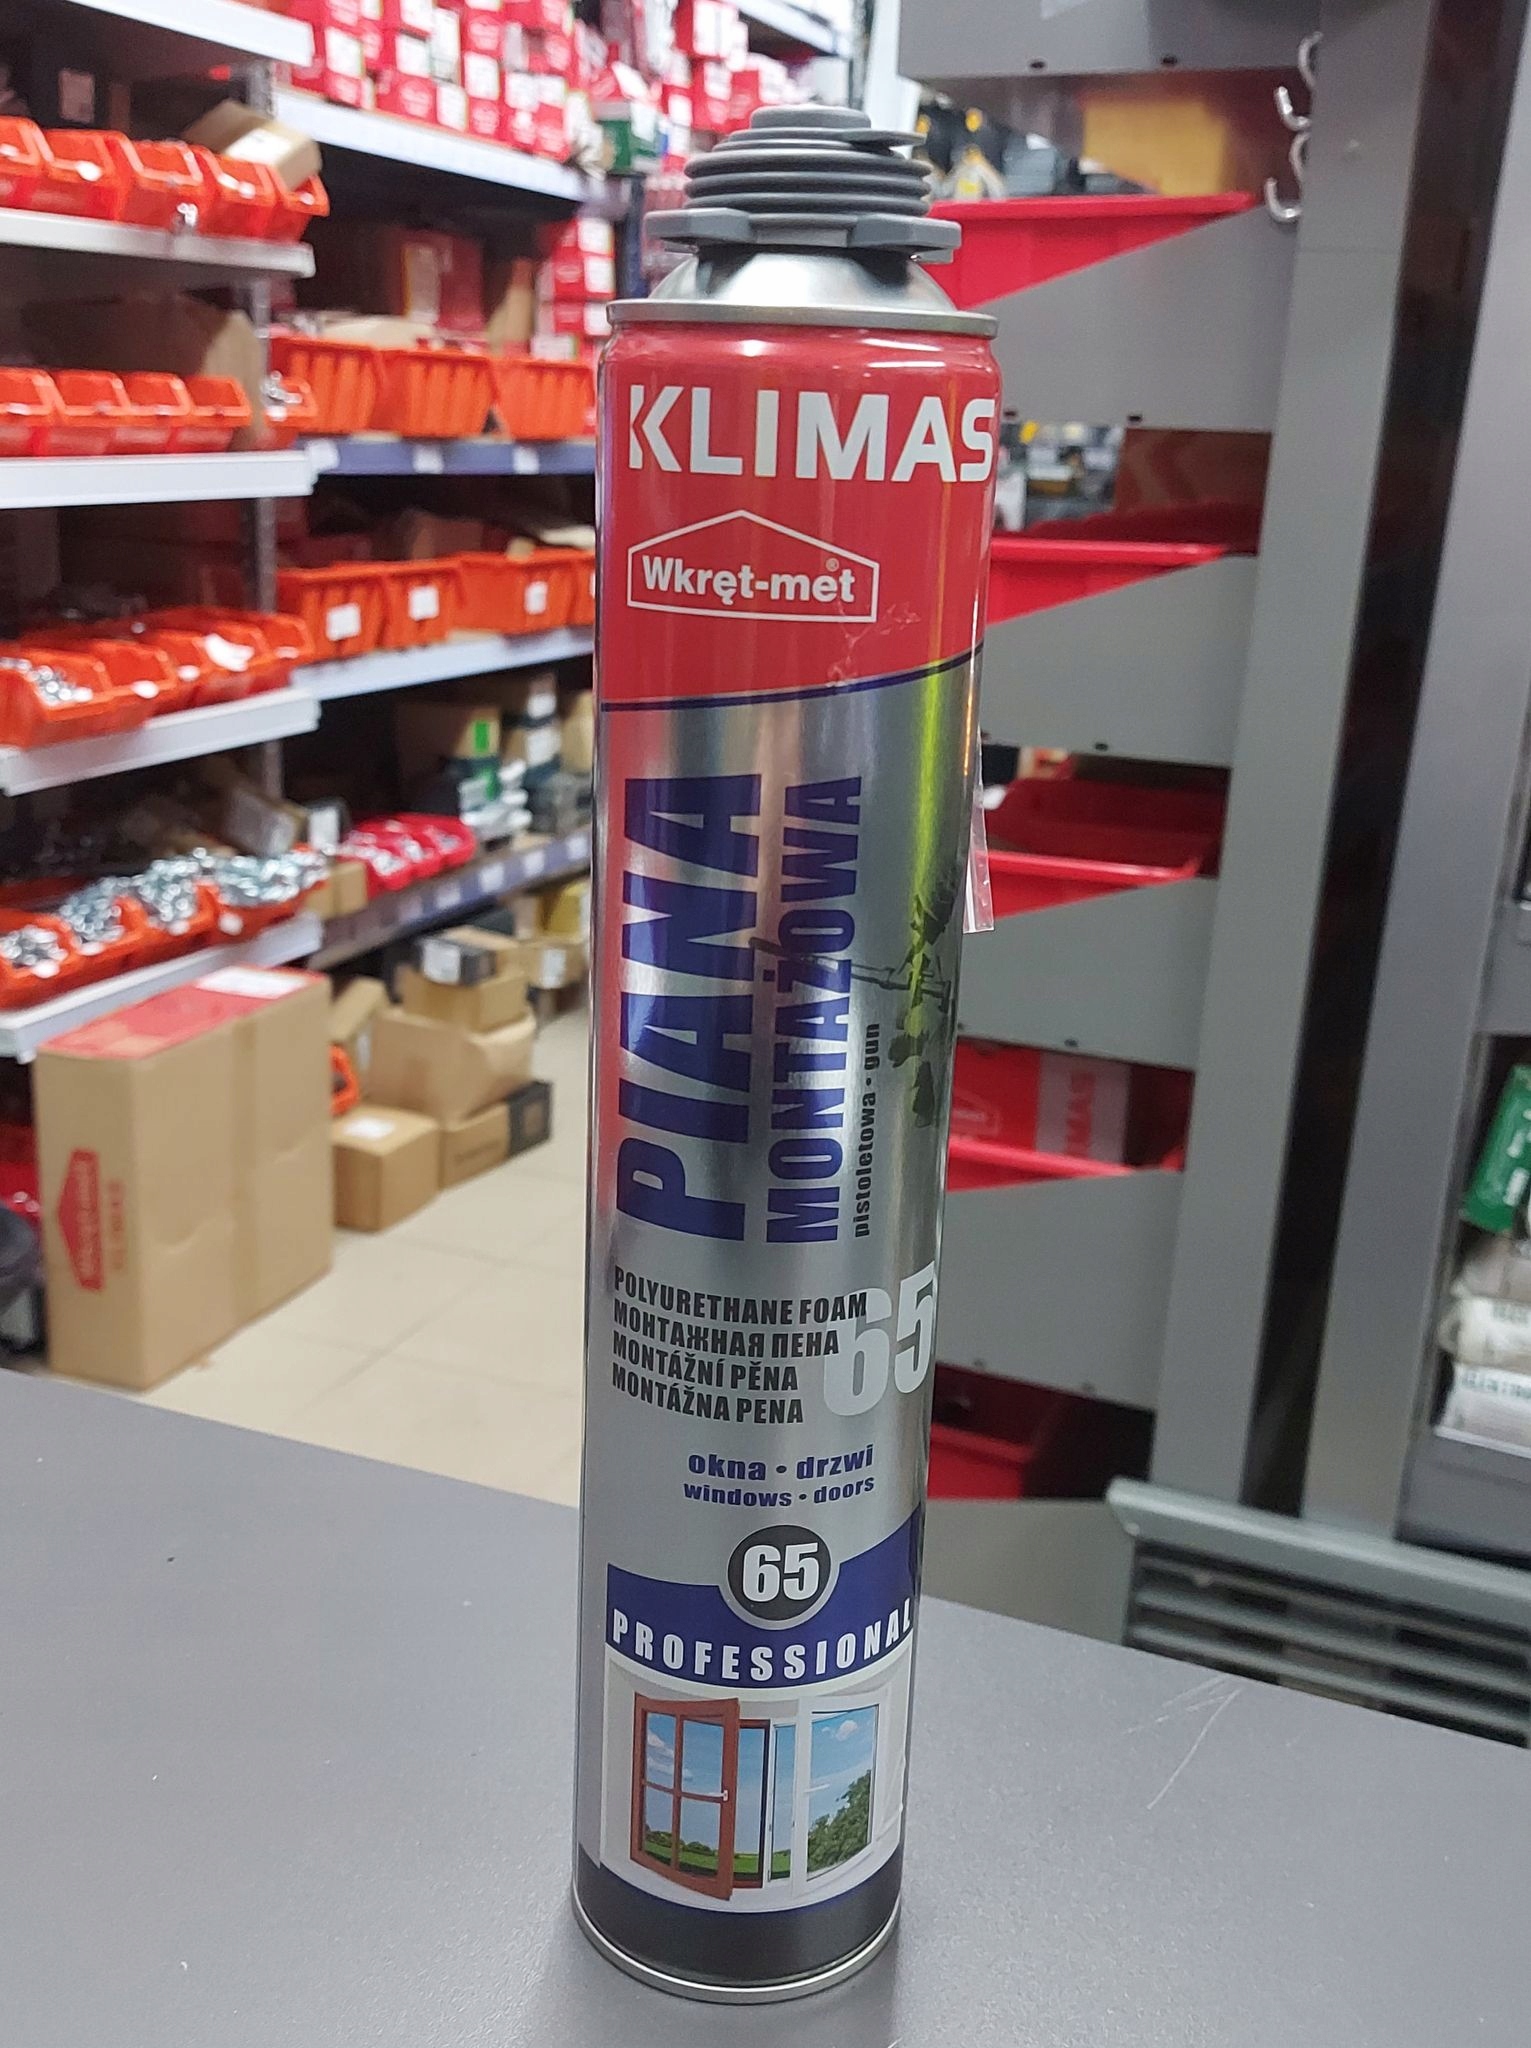 KLIMAS
Wkręt-met®
PIANA
MONTAŻOWA
pistoletowa • gun
POLYURETHANE FOAM
МОНТАЖНАЯ ПЕНА
MONTÁŽNÍ PĚNA
MONTÁŽNA PENA
65
okna • drzwi
windows • doors
65
PROFESSIONAL